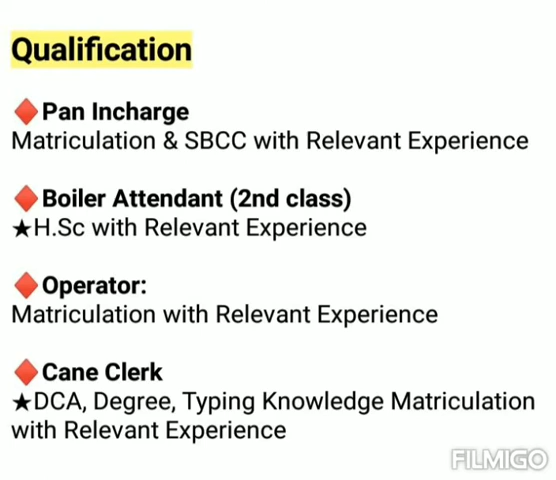 Qualification
♦Pan Incharge
Matriculation & SBCC with Relevant Experience
♦Boiler Attendant (2nd class)
★H.Sc with Relevant Experience
♦Operator:
Matriculation with Relevant Experience
♦Cane Clerk
★DCA, Degree, Typing Knowledge Matriculation
with Relevant Experience
FILMIGO